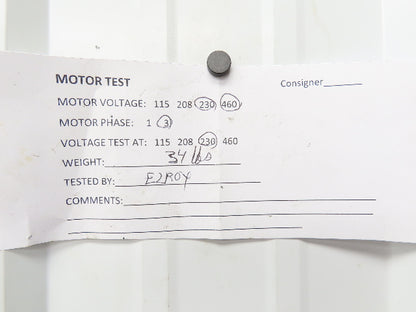 MOTOR TEST Consigner
MOTOR VOLTAGE: 115 208 230 460
MOTOR PHASE: 1 3
VOLTAGE TEST AT: 115 208 230 460
WEIGHT: 34 lbs
TESTED BY: ELROY
COMMENTS: